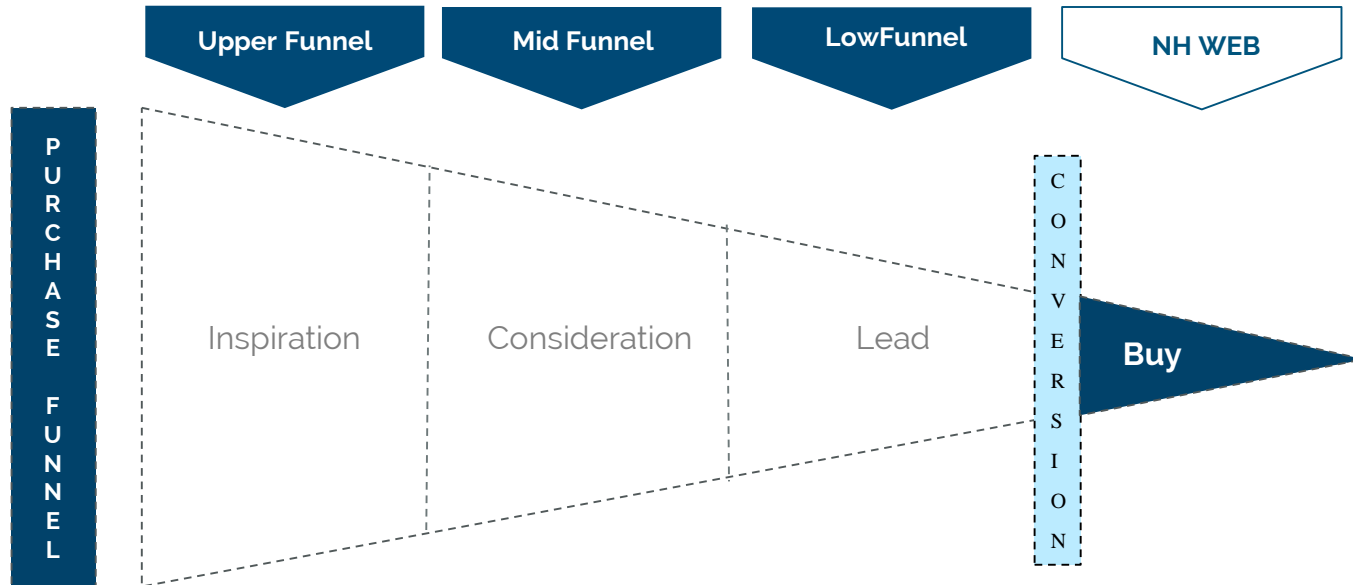 Upper Funnel
Mid Funnel
LowFunnel
NH WEB
PURCHASE FUNNEL
Inspiration
Consideration
Lead
CONVERSION
Buy